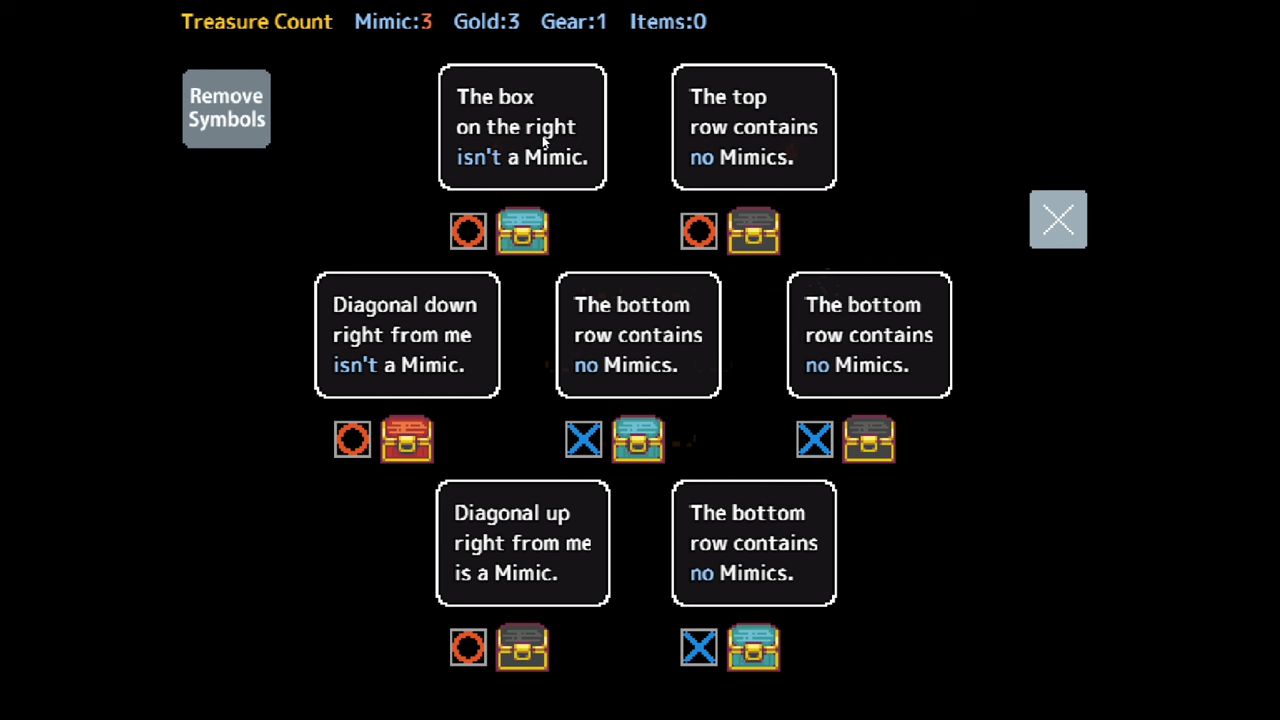 Treasure Count Mimic:3 Gold:3 Gear:1 Items:0
Remove
Symbols
The box
on the right
isn't a Mimic.
The top
row contains
no Mimics.
Diagonal down
right from me
isn't a Mimic.
The bottom
row contains
no Mimics.
The bottom
row contains
no Mimics.
Diagonal up
right from me
is a Mimic.
The bottom
row contains
no Mimics.